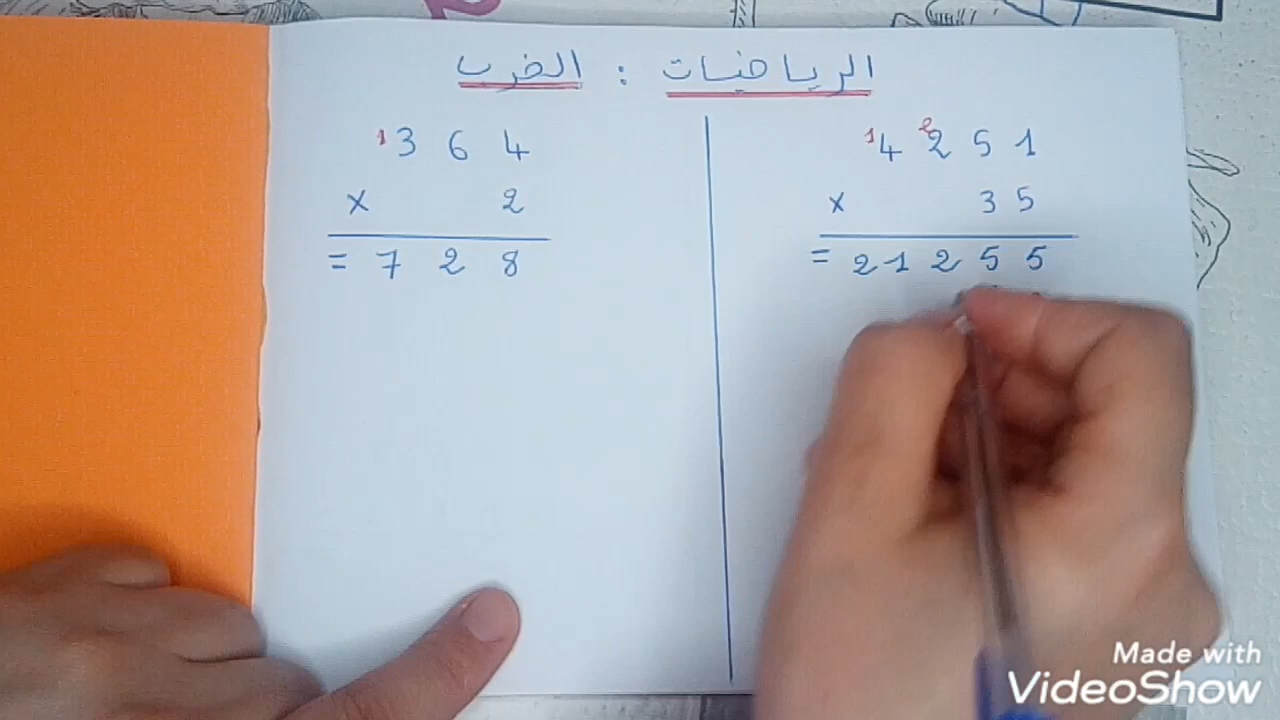 الرياضيات : الضرب
1 3 6 4
x 2
= 7 2 8
1 4 2 2 5 1
x 3 5
= 2 1 2 5 5
Made with
VideoShow